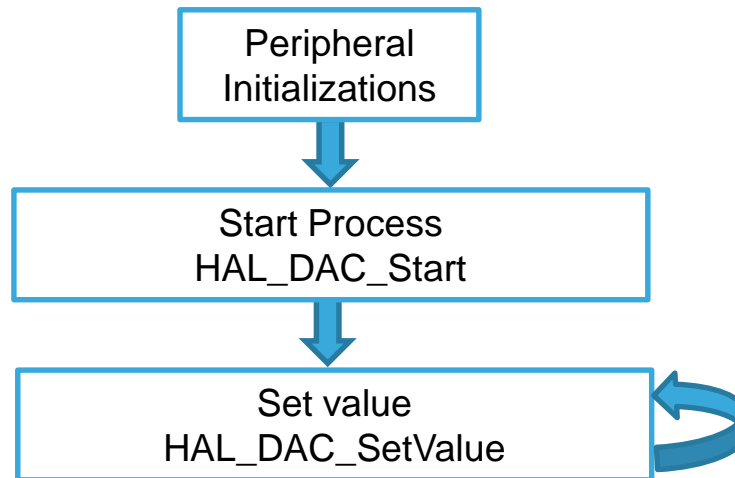 Peripheral
Initializations
Start Process
HAL_DAC_Start
Set value
HAL_DAC_SetValue